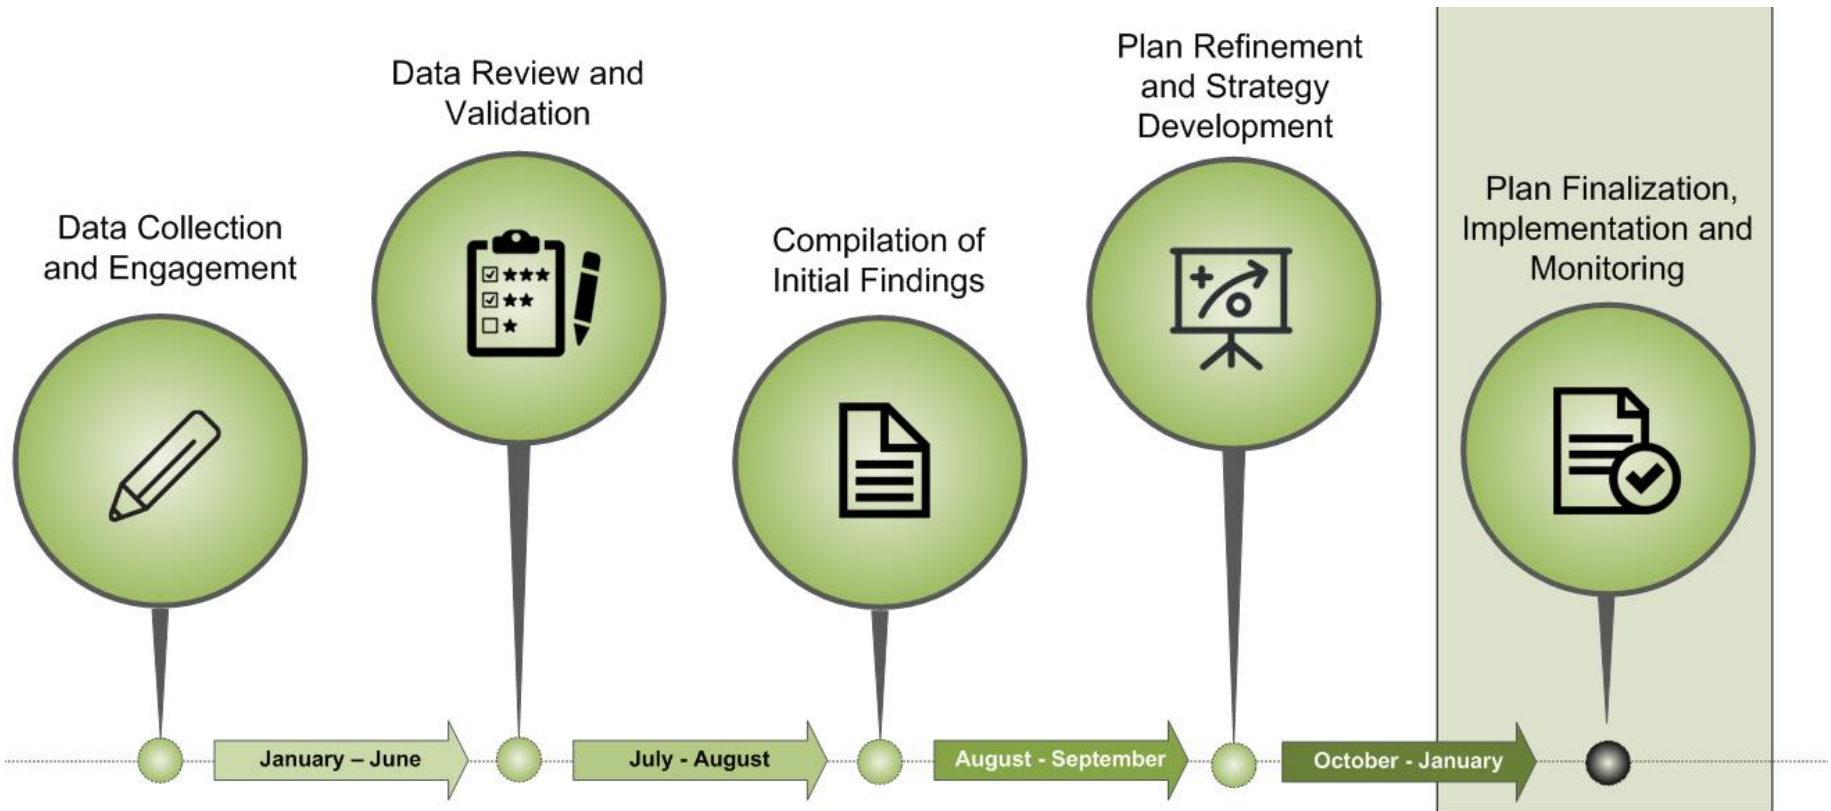 Data Collection
and Engagement
Data Review and
Validation
Compilation of
Initial Findings
Plan Refinement
and Strategy
Development
Plan Finalization,
Implementation and
Monitoring
January – June
July - August
August - September
October - January